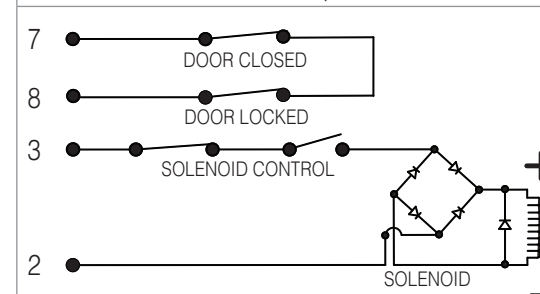 7
DOOR CLOSED
8
DOOR LOCKED
3
SOLENOID CONTROL
2
SOLENOID